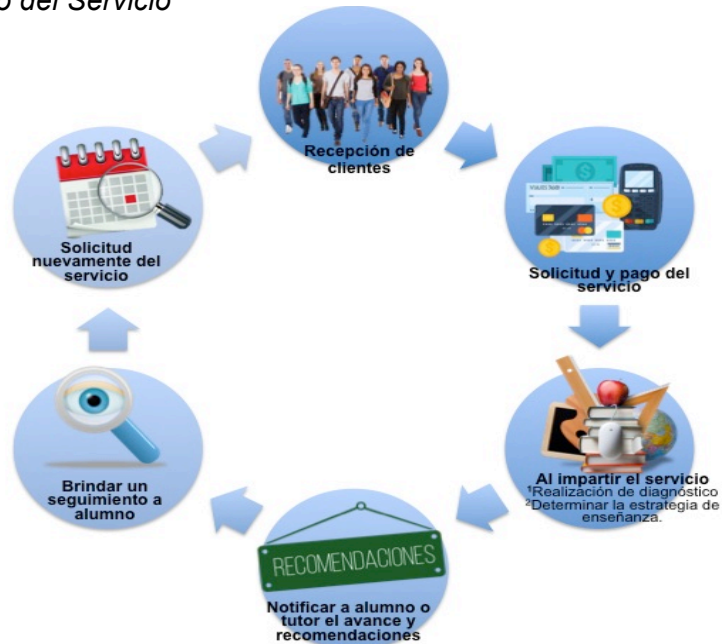 o del Servicio
Recepción de
clientes
Solicitud y pago del
servicio
Al impartir el servicio
¹Realización de diagnóstico
²Determinar la estrategia de
enseñanza.
RECOMENDACIONES
Notificar a alumno o
tutor el avance y
recomendaciones
Brindar un
seguimiento a
alumno
Solicitud
nuevamente del
servicio